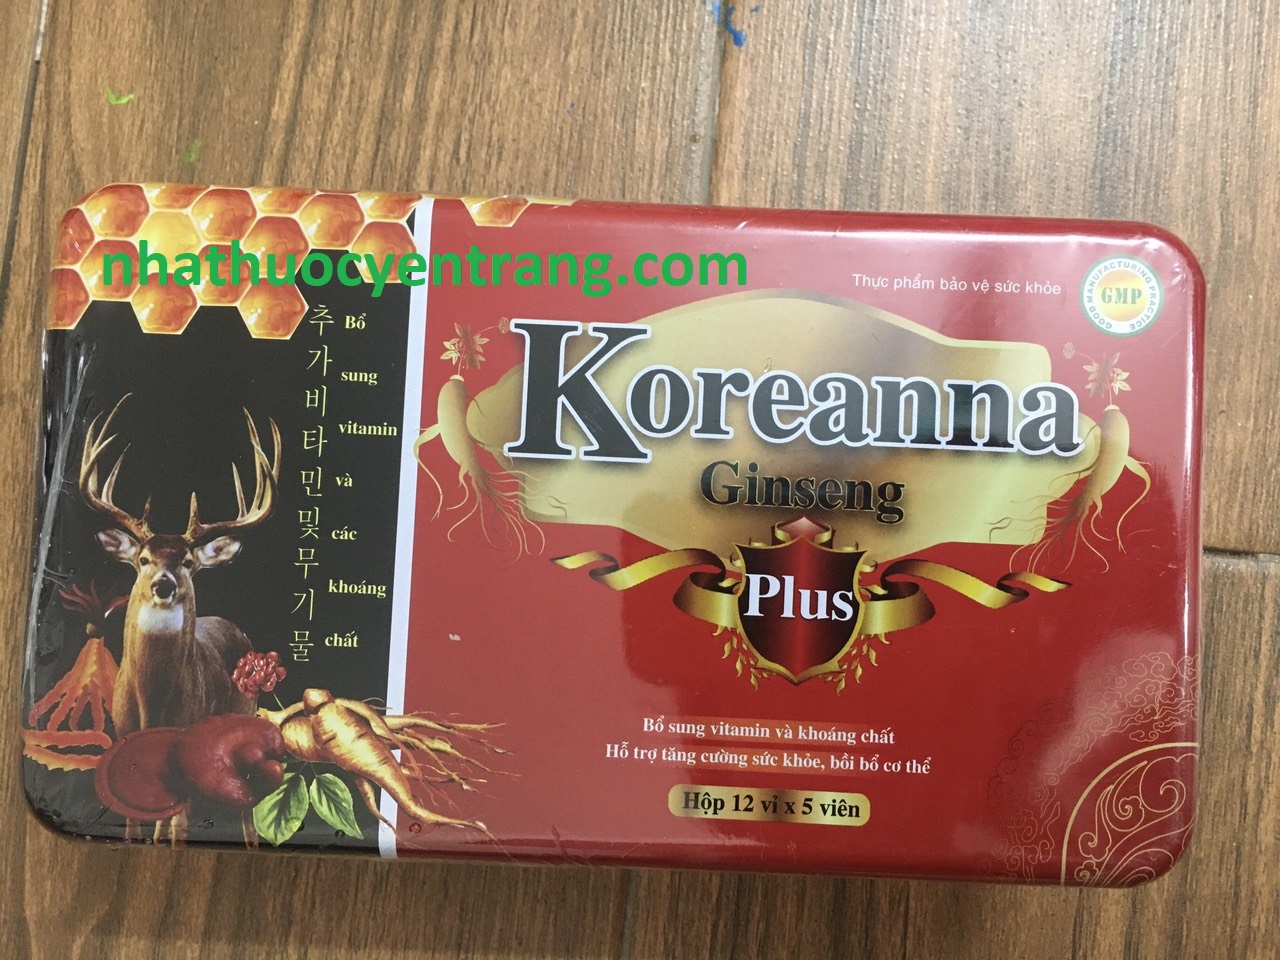 nhathuocyentrang.com
Thực phẩm bảo vệ sức khỏe
GOOD MANUFACTURING PRACTICE
GMP
추가비타민및무기물
Bổ
sung
vitamin
và
các
khoáng
chất
Koreanna
Ginseng
Plus
Bổ sung vitamin và khoáng chất
Hỗ trợ tăng cường sức khỏe, bồi bổ cơ thể
Hộp 12 vỉ x 5 viên